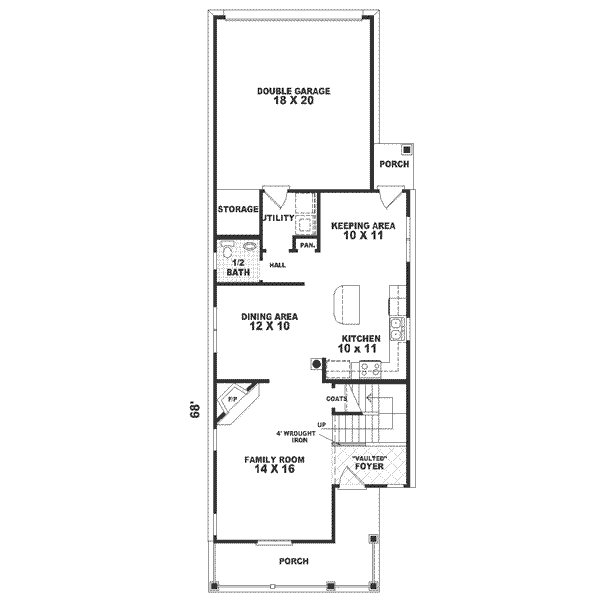 DOUBLE GARAGE
18 X 20
PORCH
STORAGE
UTILITY
KEEPING AREA
10 X 11
PAN.
1/2
BATH
HALL
DINING AREA
12 X 10
KITCHEN
10 x 11
F/P
COATS
68'
UP
4' WROUGHT
IRON
"VAULTED"
FOYER
FAMILY ROOM
14 X 16
PORCH